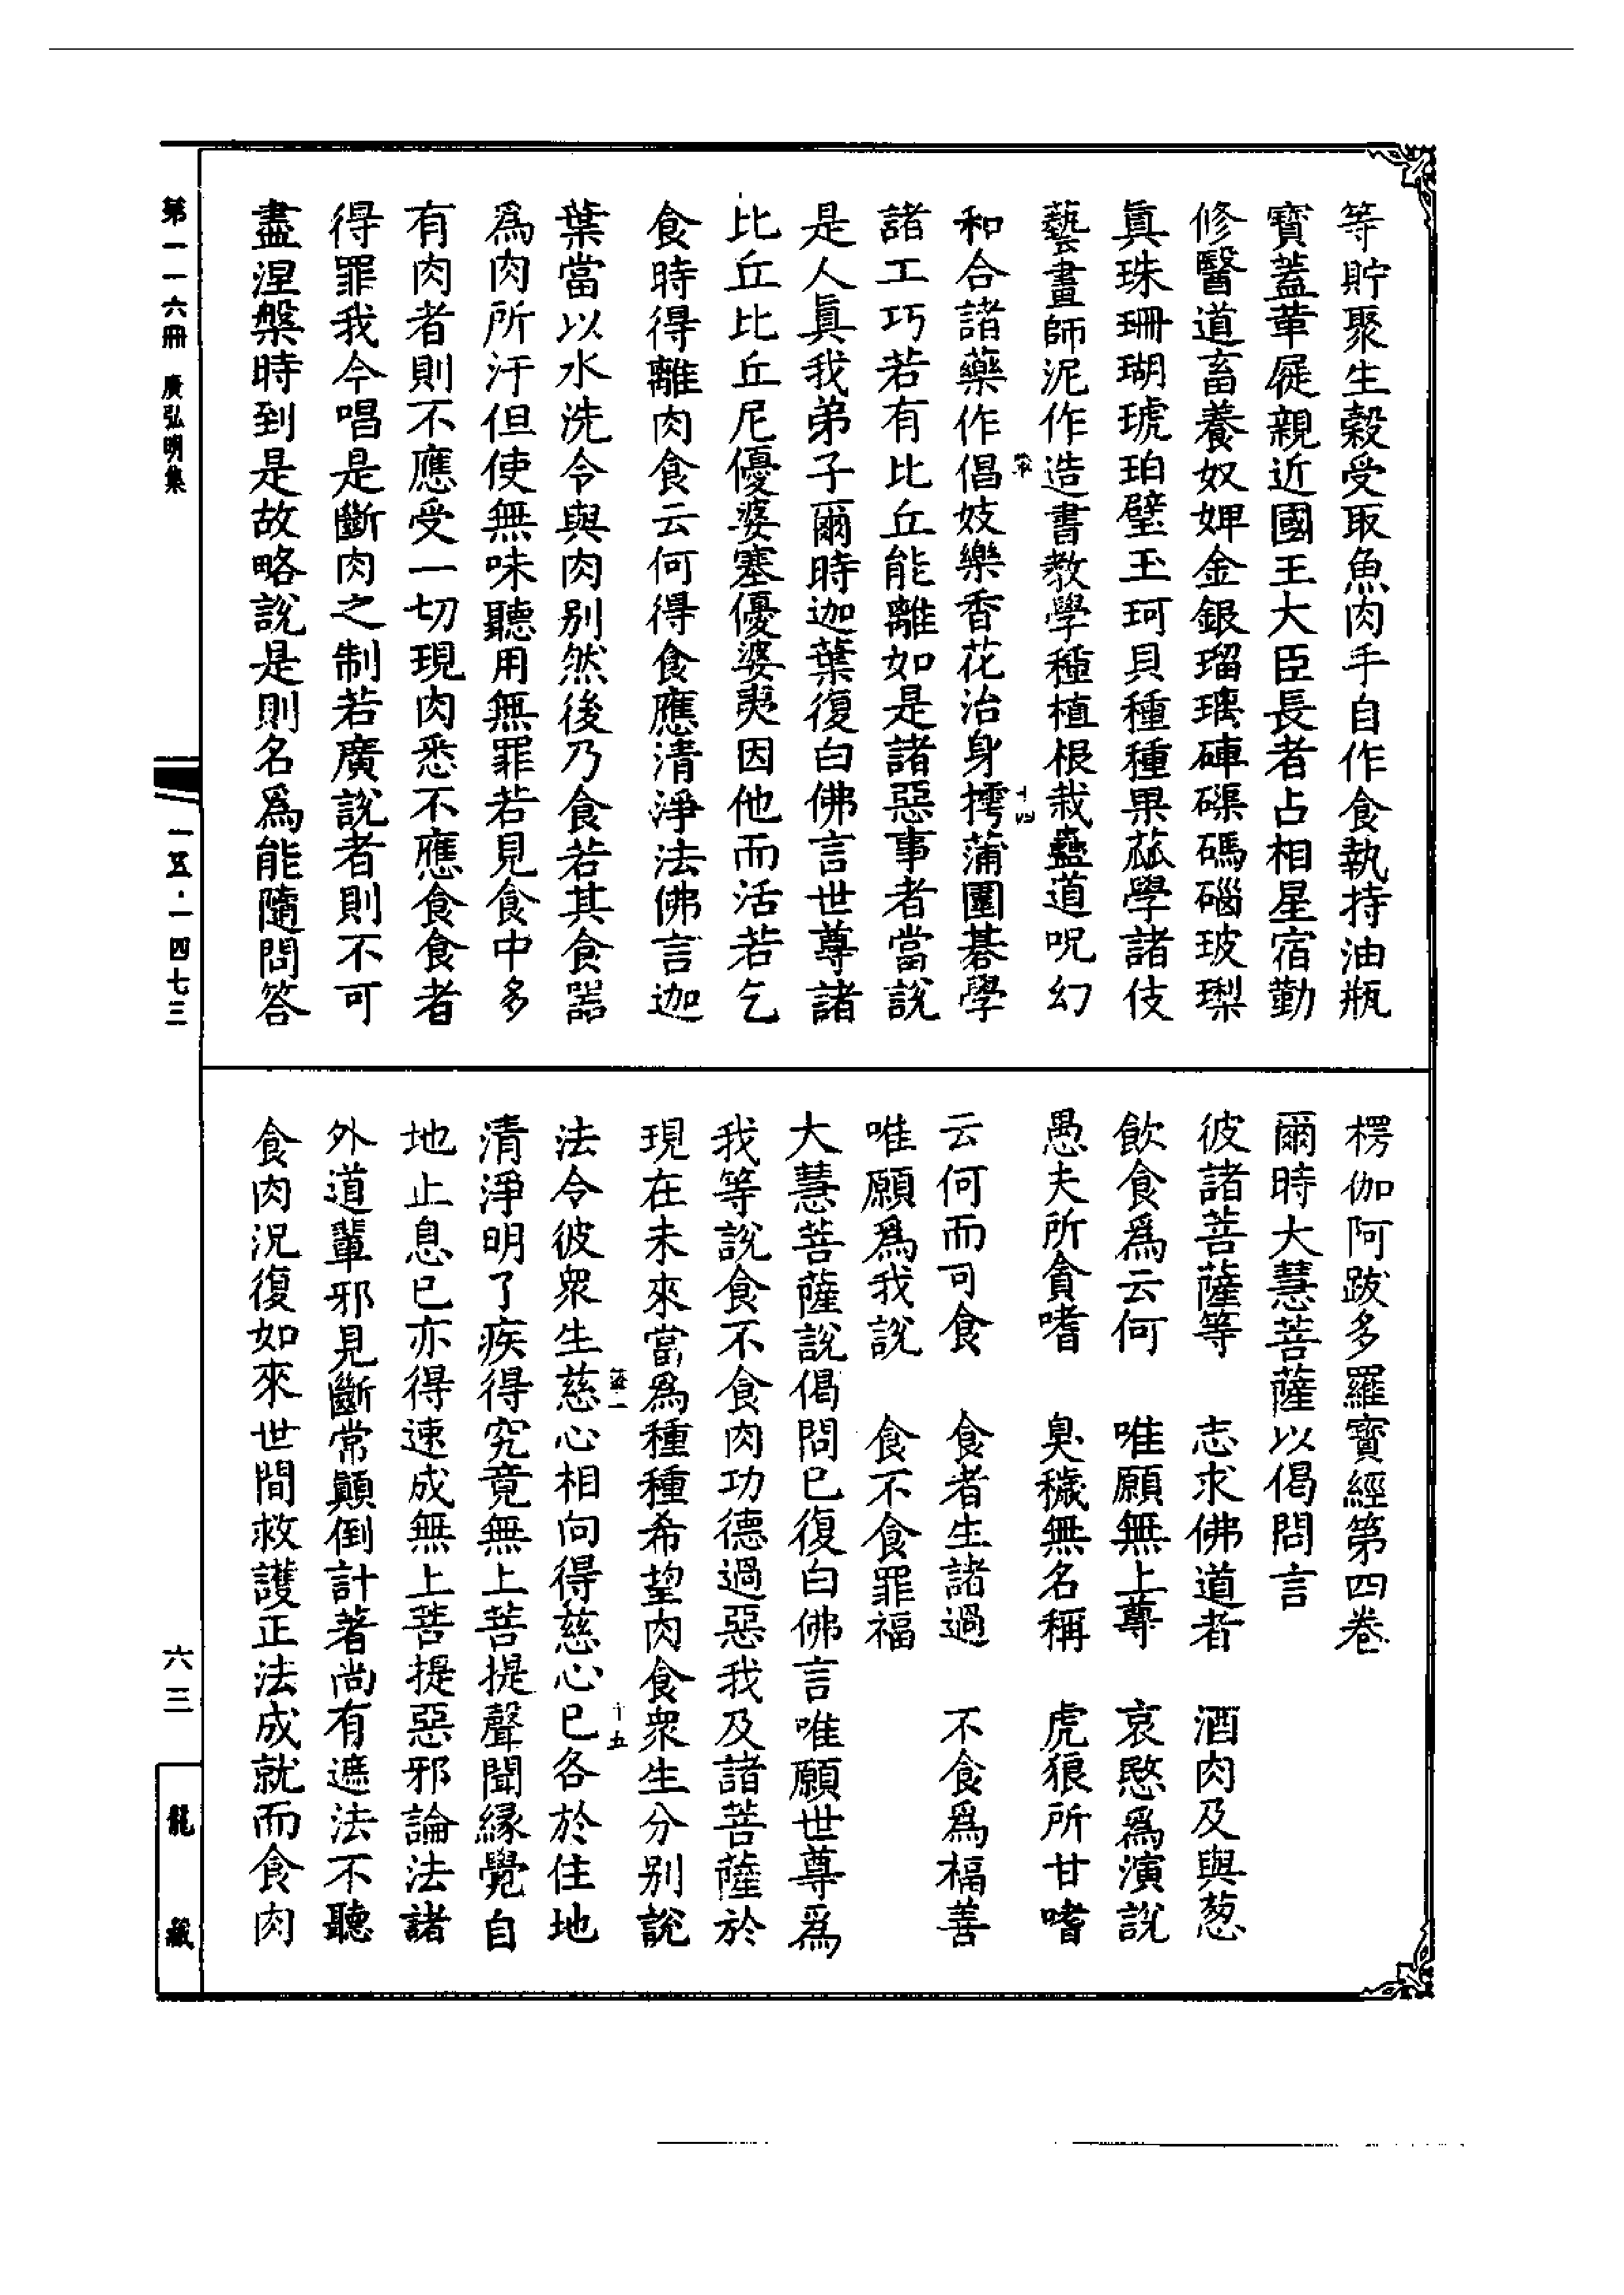 等貯聚生穀受取魚肉手自作食執持油瓶
寶蓋革屣親近國王大臣長者占相星宿勤
修醫道畜養奴婢金銀瑠璃硨磲碼碯玻瓈
真珠珊瑚琥珀璧玉珂貝種種果蓏學諸伎
藝畫師泥作造書教學種植根栽蠱道呪幻
和合諸藥作倡妓樂香花治身摴蒲圍碁學
諸工巧若有比丘能離如是諸惡事者當說
是人真我弟子爾時迦葉復白佛言世尊諸
比丘比丘尼優婆塞優婆夷因他而活若乞
食時得離肉食云何得食應清淨法佛言迦
葉當以水洗令與肉別然後乃食若其食器
爲肉所汙但使無味聽用無罪若見食中多
有肉者則不應受一切現肉悉不應食食者
得罪我今唱是斷肉之制若廣說者則不可
盡涅槃時到是故略說是則名爲能隨問答
十四
楞伽阿跋多羅寶經第四卷
爾時大慧菩薩以偈問言
彼諸菩薩等　志求佛道者　酒肉及與葱
飲食爲云何　唯願無上尊　哀愍爲演說
愚夫所貪嗜　臭穢無名稱　虎狼所甘嗜
云何而可食　食者生諸過　不食爲福善
唯願爲我說　食不食罪福
大慧菩薩說偈問已復白佛言唯願世尊爲
我等說食不食肉功德過惡我及諸菩薩於
現在未來當爲種種希望肉食衆生分別說
法令彼衆生慈心相向得慈心已各於住地
清淨明了疾得究竟無上菩提聲聞緣覺自
地止息已亦得速成無上菩提惡邪論法諸
外道輩邪見斷常顛倒計著尚有遮法不聽
食肉況復如來世間救護正法成就而食肉
十五
第一一六冊　廣弘明集
一五·一四七三
六三
龍藏